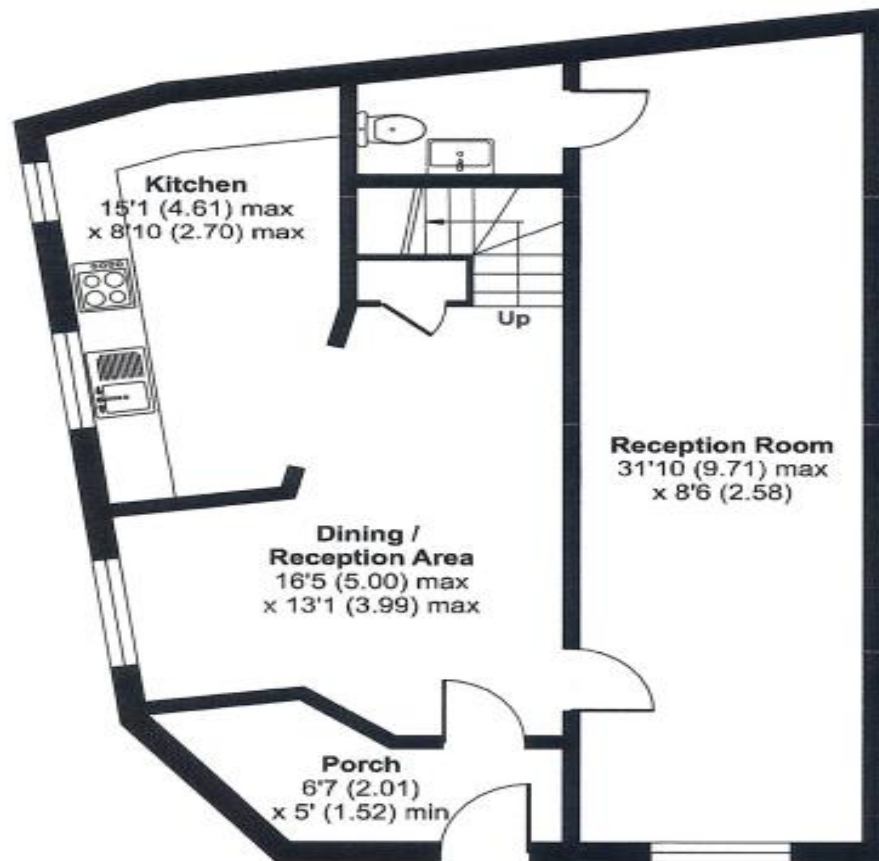 Kitchen
15'1 (4.61) max
x 8'10 (2.70) max
Up
Reception Room
31'10 (9.71) max
x 8'6 (2.58)
Dining /
Reception Area
16'5 (5.00) max
x 13'1 (3.99) max
Porch
6'7 (2.01)
x 5' (1.52) min